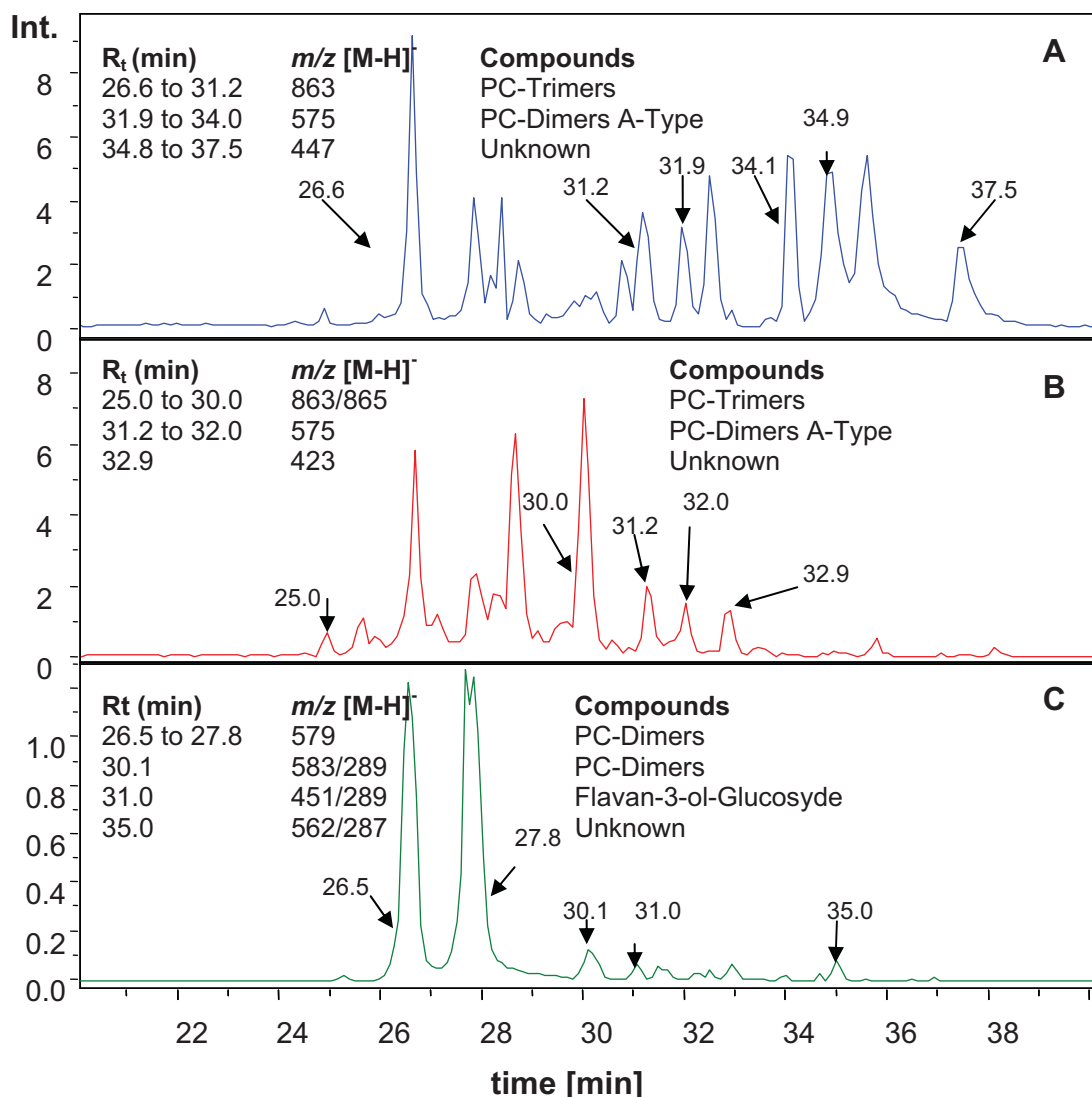 Int.
A
R_t (min) m/z [M-H]^- Compounds
26.6 to 31.2 863 PC-Trimers
31.9 to 34.0 575 PC-Dimers A-Type
34.8 to 37.5 447 Unknown
26.6
31.2
31.9
34.1
34.9
37.5
8
6
4
2
0
B
R_t (min) m/z [M-H]^- Compounds
25.0 to 30.0 863/865 PC-Trimers
31.2 to 32.0 575 PC-Dimers A-Type
32.9 423 Unknown
25.0
30.0
31.2
32.0
32.9
8
6
4
2
0
C
Rt (min) m/z [M-H]^- Compounds
26.5 to 27.8 579 PC-Dimers
30.1 583/289 PC-Dimers
31.0 451/289 Flavan-3-ol-Glucosyde
35.0 562/287 Unknown
26.5
27.8
30.1
31.0
35.0
1.0
0.8
0.6
0.4
0.2
0.0
22 24 26 28 30 32 34 36 38
time [min]